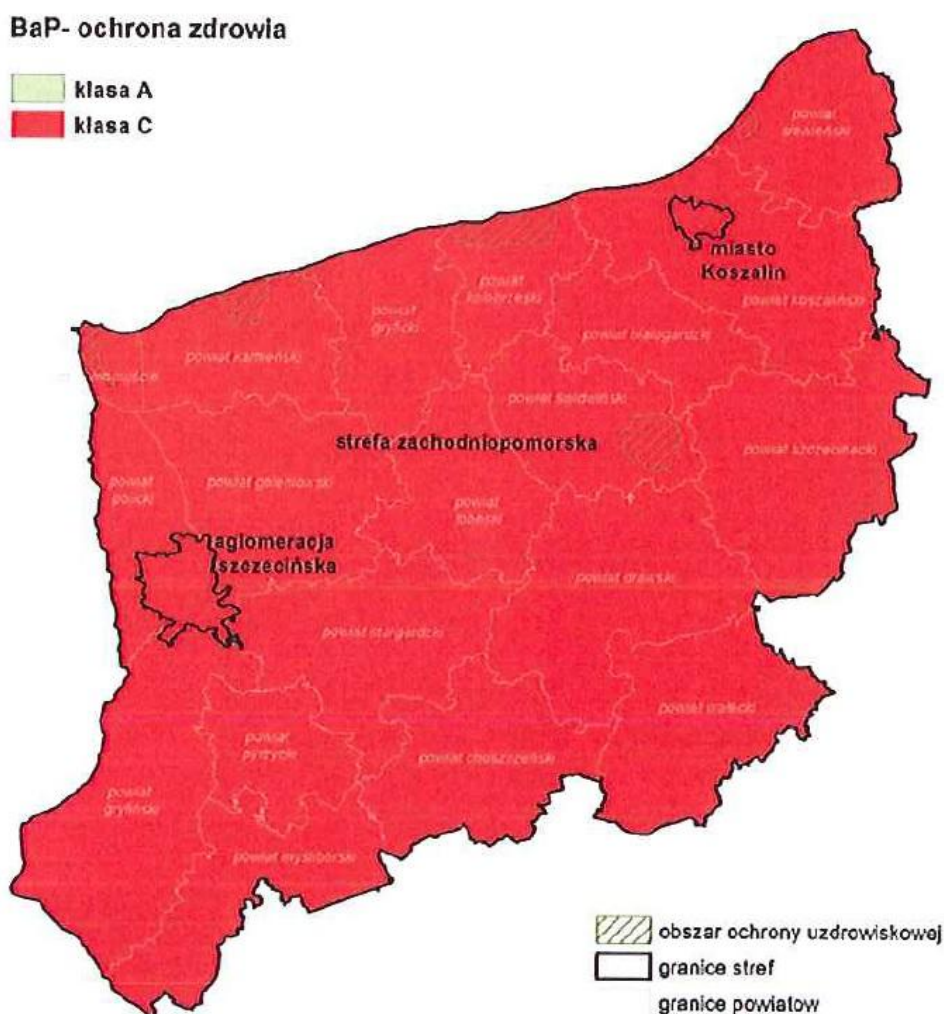 BaP- ochrona zdrowia
klasa A
klasa C
powiat
miasto
Koszalin
powiat koszaliński
powiat
kołobrzeski
powiat
gryficki
powiat białogardzki
powiat kamieński
powiat świdwiński
strefa zachodniopomorska
powiat szczecinecki
powiat
policki
powiat goleniowski
powiat
łobeski
aglomeracja
szczecińska
powiat drawski
powiat stargardzki
powiat wałecki
powiat
pyrzycki
powiat choszczeński
powiat
gryfiński
powiat myśliborski
obszar ochrony uzdrowiskowej
granice stref
granice powiatow